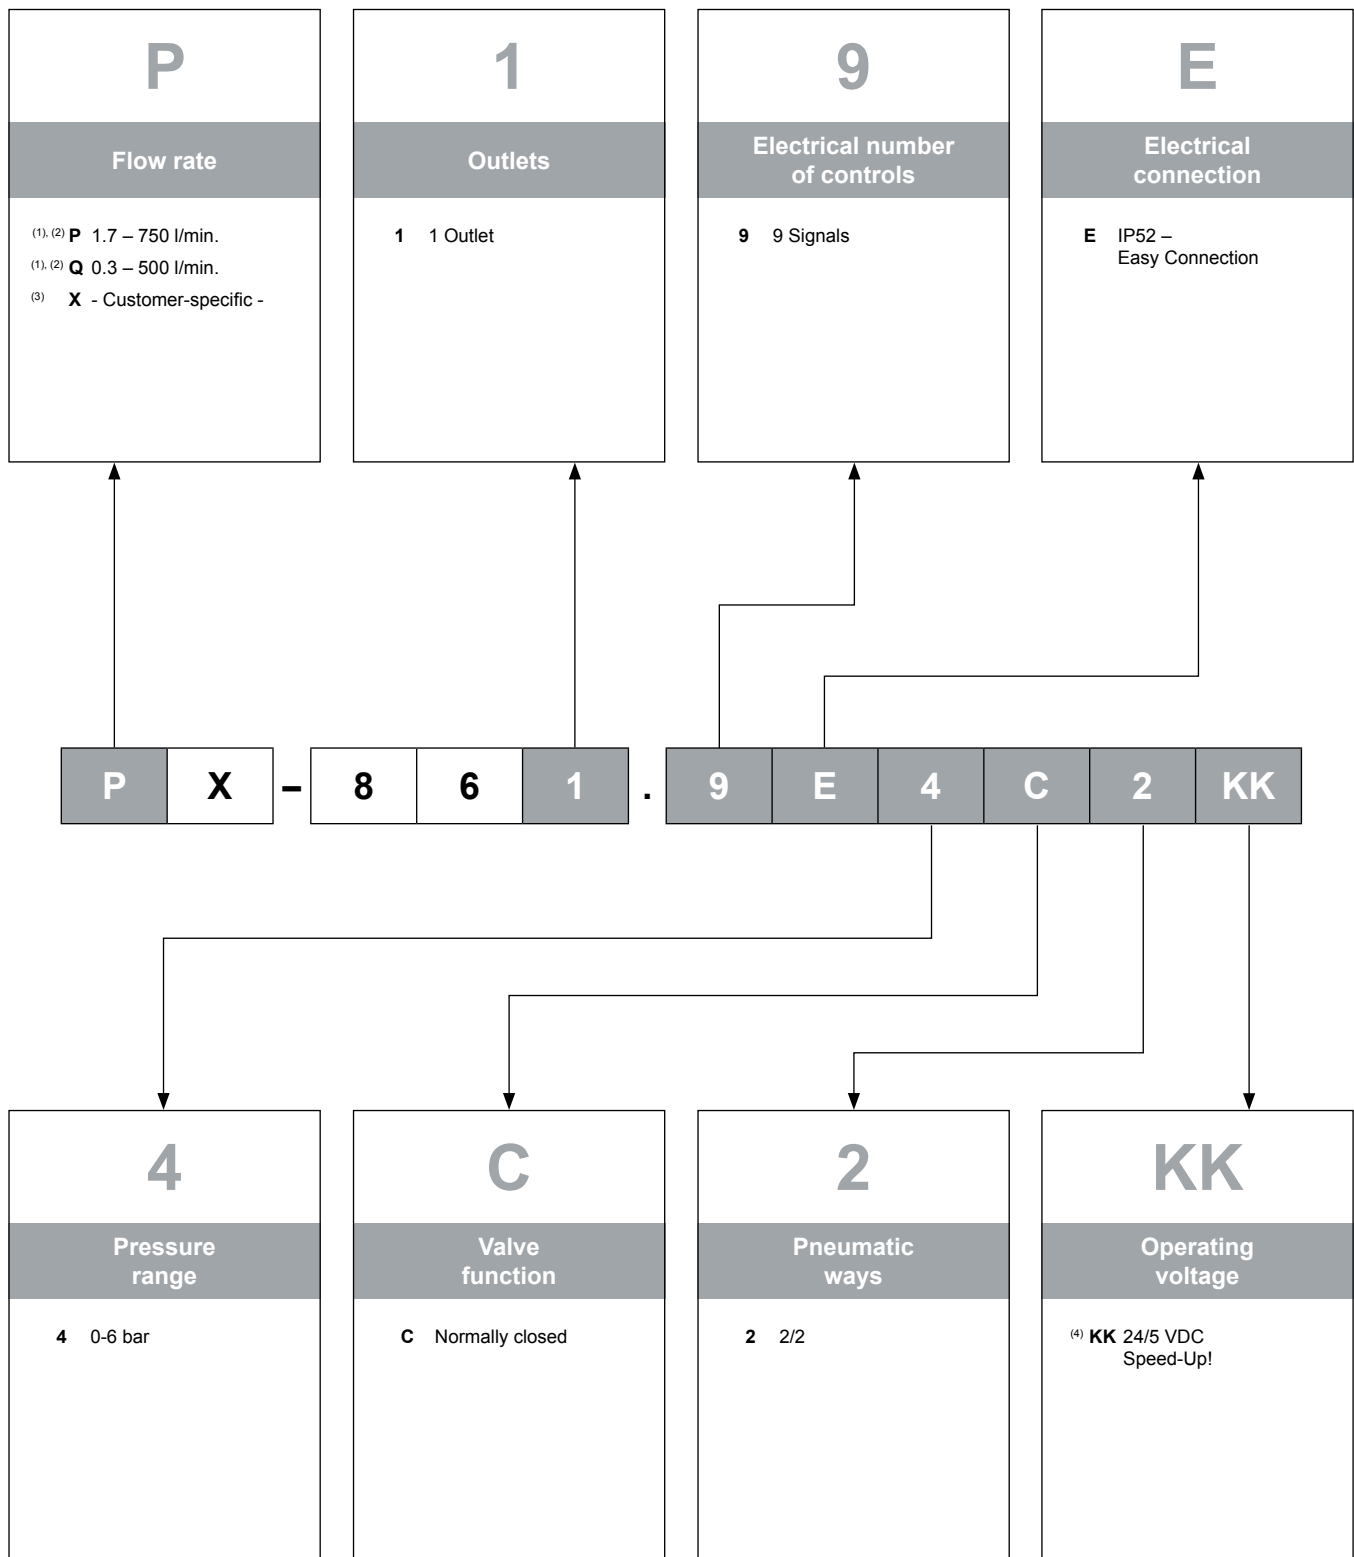 P
Flow rate
(1), (2) P 1.7 – 750 l/min.
(1), (2) Q 0.3 – 500 l/min.
(3) X - Customer-specific -
1
Outlets
1 1 Outlet
9
Electrical number
of controls
9 9 Signals
E
Electrical
connection
E IP52 –
Easy Connection
P X – 8 6 1 . 9 E 4 C 2 KK
4
Pressure
range
4 0-6 bar
C
Valve
function
C Normally closed
2
Pneumatic
ways
2 2/2
KK
Operating
voltage
(4) KK 24/5 VDC
Speed-Up!